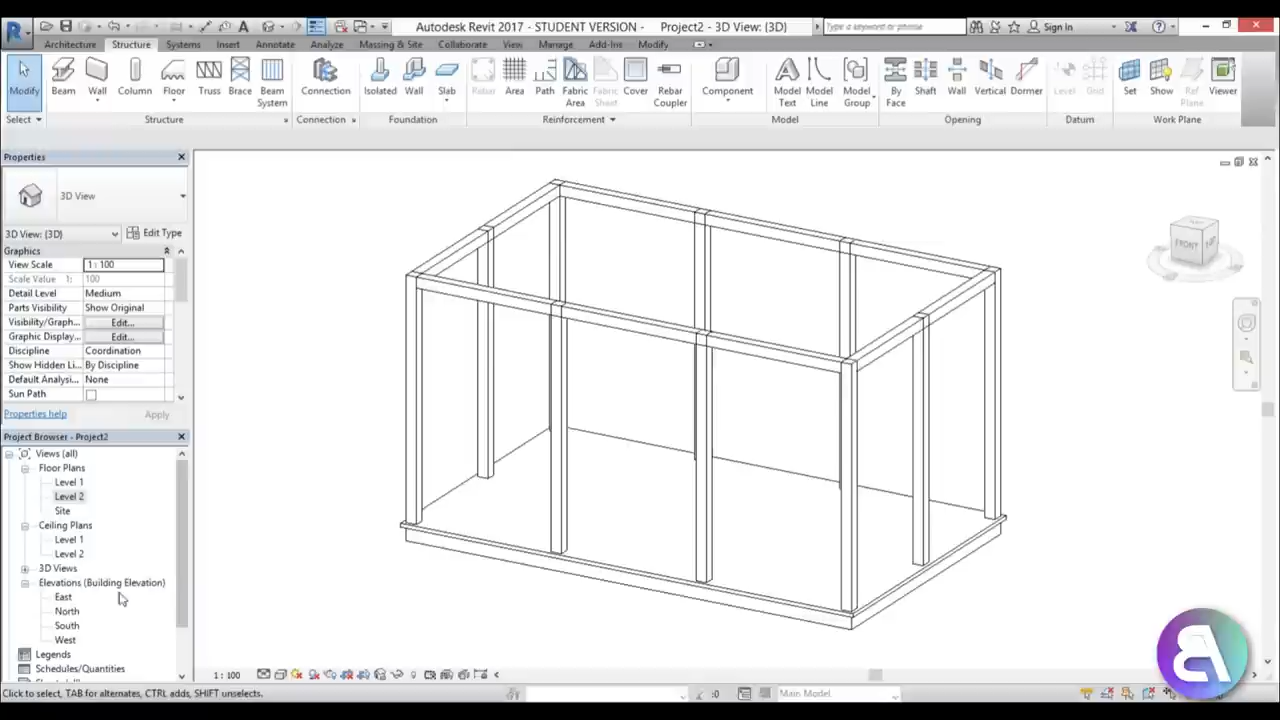 Autodesk Revit 2017 - STUDENT VERSION - Project2 - 3D View: {3D}
Type a keyword or phrase
Sign In
Architecture Structure Systems Insert Annotate Analyze Massing & Site Collaborate View Manage Add-Ins Modify
Modify Beam Wall Column Floor Truss Brace Beam System Connection Isolated Wall Slab Rebar Area Path Fabric Area Fabric Sheet Cover Rebar Coupler Component Model Text Model Line Model Group By Face Shaft Wall Vertical Dormer Level Grid Set Show Ref Plane Viewer
Select Structure Connection Foundation Reinforcement Model Opening Datum Work Plane
Properties
3D View
3D View: {3D} Edit Type
Graphics
View Scale 1 : 100
Scale Value 1: 100
Detail Level Medium
Parts Visibility Show Original
Visibility/Graph... Edit...
Graphic Display... Edit...
Discipline Coordination
Show Hidden Li... By Discipline
Default Analysi... None
Sun Path
Properties help Apply
Project Browser - Project2
Views (all)
Floor Plans
Level 1
Level 2
Site
Ceiling Plans
Level 1
Level 2
3D Views
Elevations (Building Elevation)
East
North
South
West
Legends
Schedules/Quantities
FRONT
1 : 100
Click to select, TAB for alternates, CTRL adds, SHIFT unselects.
:0
Main Model